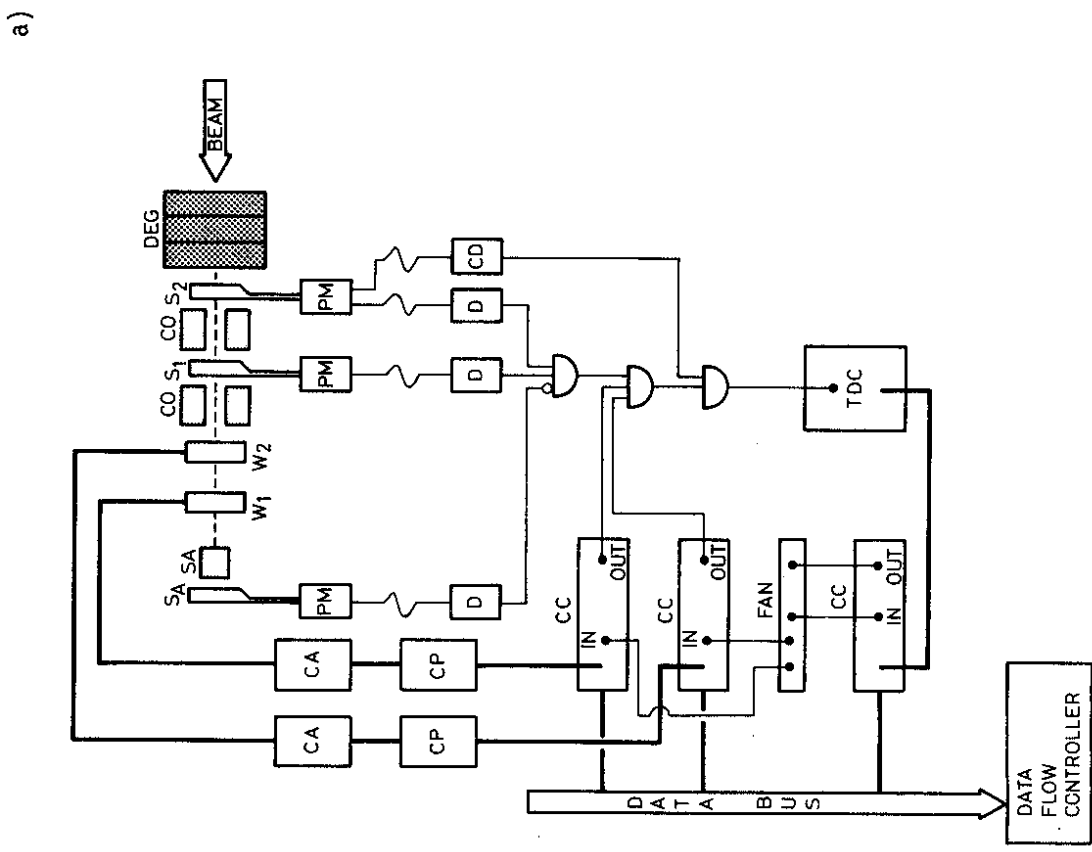 a)
BEAM
DEG
S2
CO
S1
CO
W2
W1
SA
SA
PM
PM
PM
CD
D
D
D
CA
CP
CA
CP
CC
IN
OUT
CC
IN
OUT
FAN
CC
IN
OUT
TDC
DATA BUS
DATA
FLOW
CONTROLLER